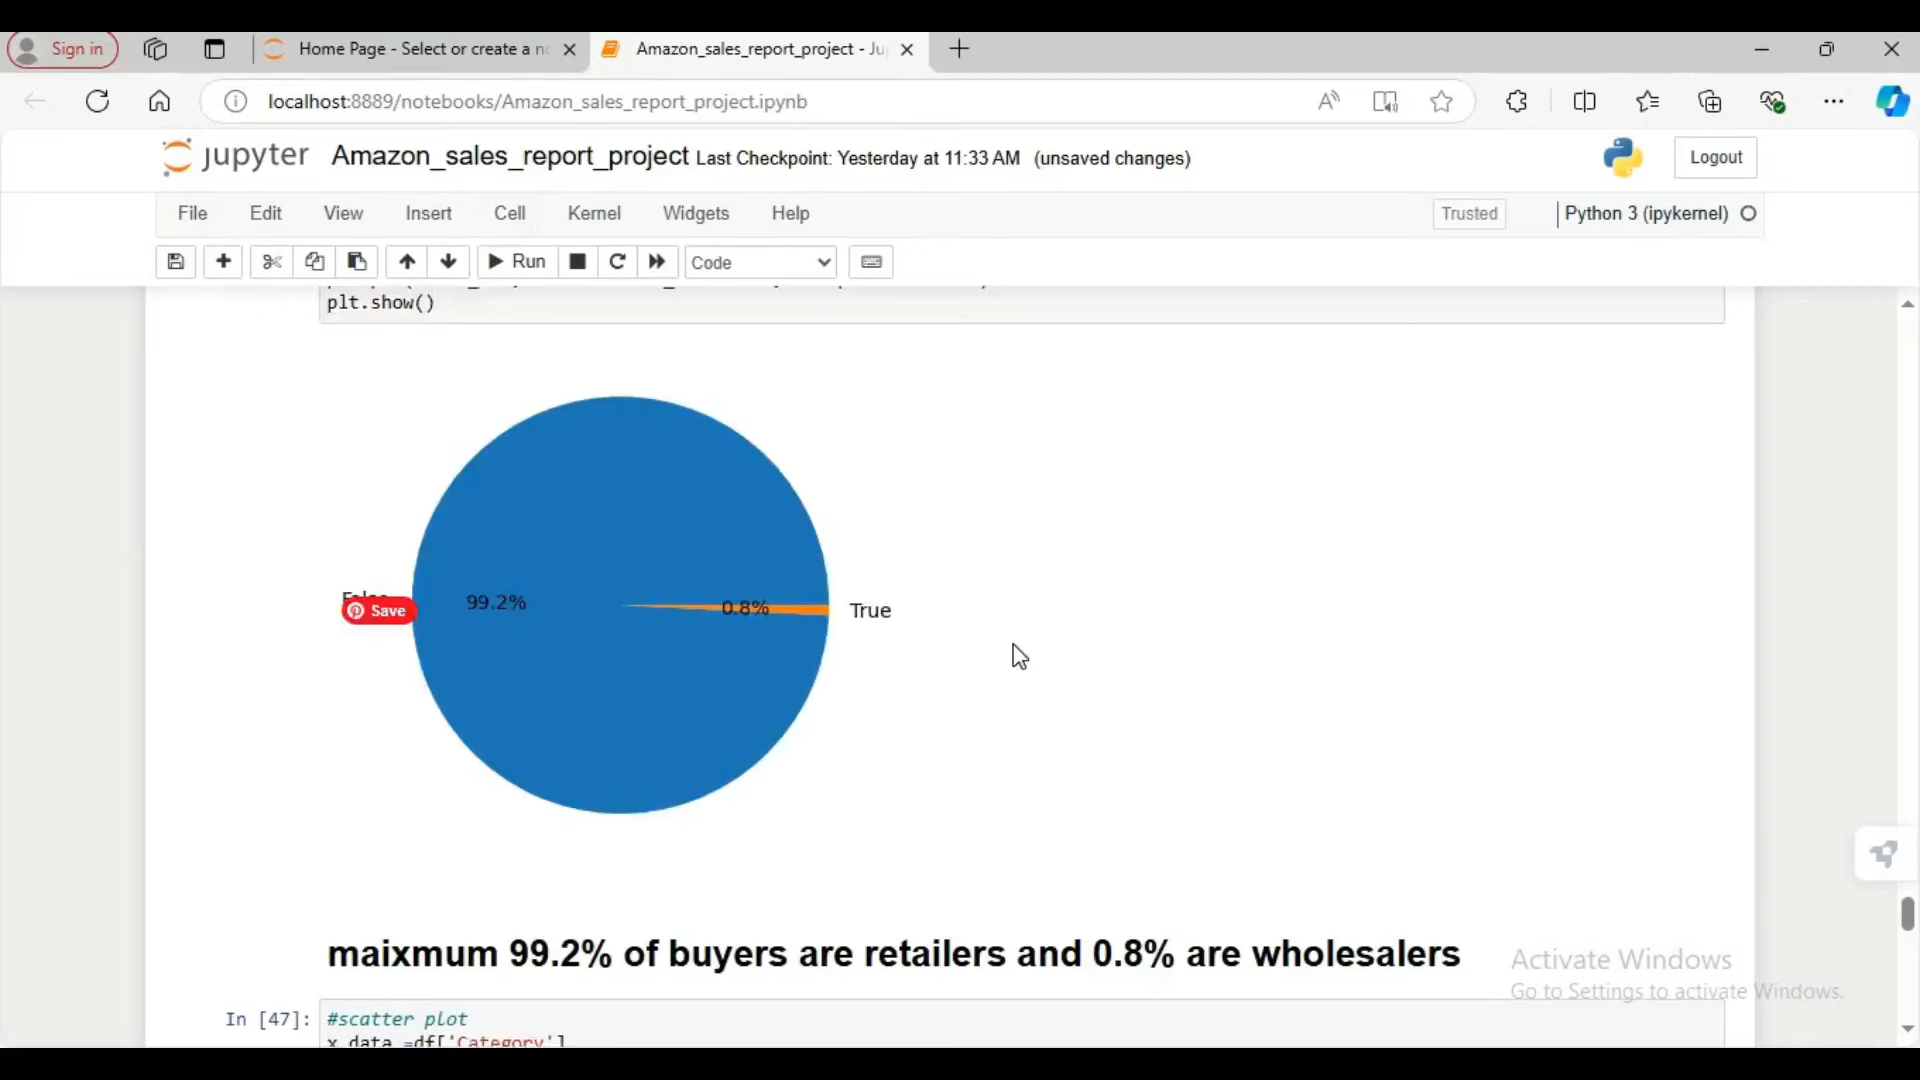 Sign in
Home Page - Select or create a n
Amazon_sales_report_project - Ju
localhost:8889/notebooks/Amazon_sales_report_project.ipynb
jupyter Amazon_sales_report_project Last Checkpoint: Yesterday at 11:33 AM (unsaved changes)
Logout
File Edit View Insert Cell Kernel Widgets Help
Trusted
Python 3 (ipykernel)
Run
Code
plt.show()
99.2%
0.8%
Save
True
maixmum 99.2% of buyers are retailers and 0.8% are wholesalers
Activate Windows
Go to Settings to activate Windows.
In [47]: #scatter plot
x_data =df['Category']